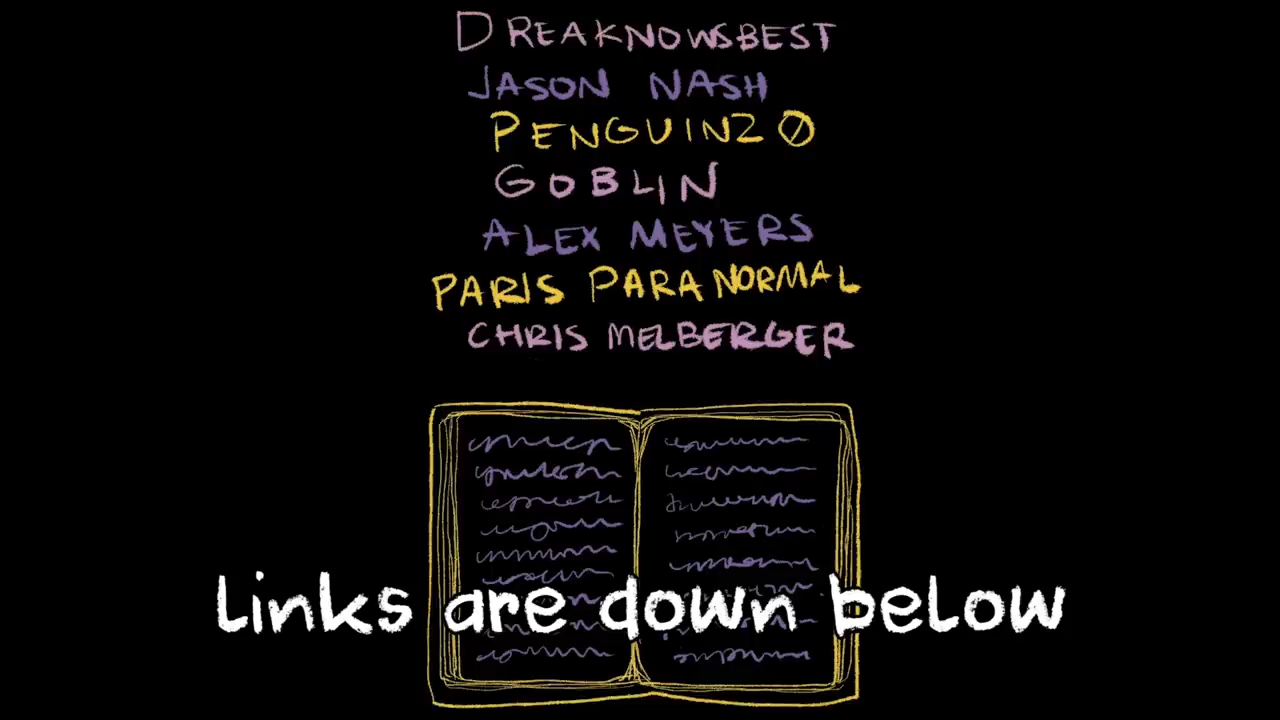 DREAKNOWSBEST
JASON NASH
PENGUINZ0
GOBLIN
ALEX MEYERS
PARIS PARANORMAL
CHRIS MELBERGER
links are down below